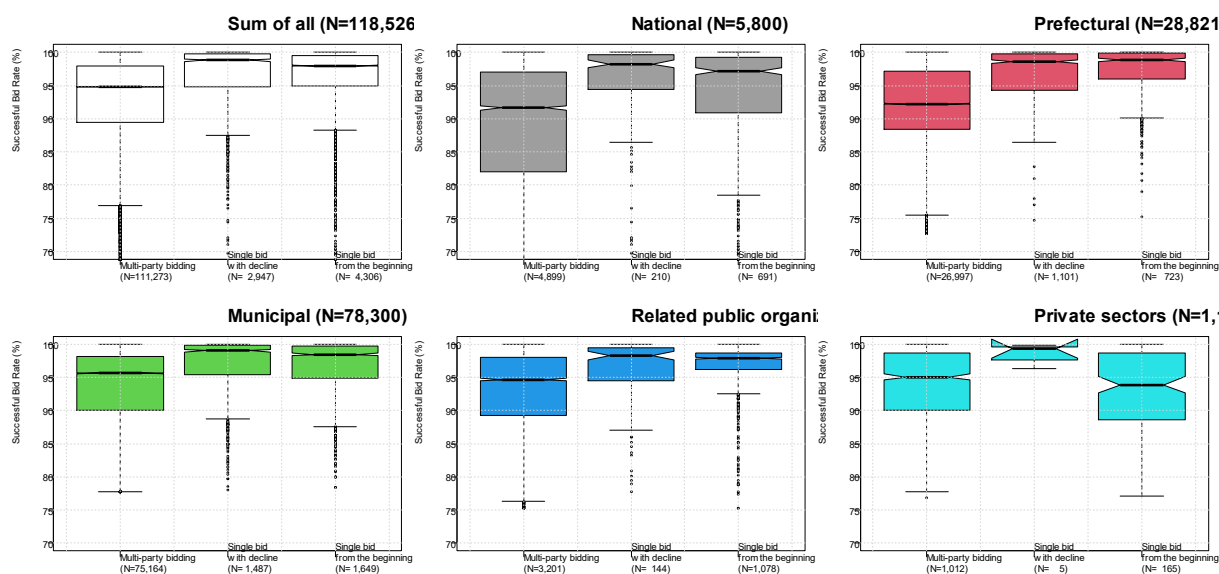 Sum of all (N=118,526
Successful Bid Rate (%)
100
95
90
85
80
75
70
Multi-party bidding
(N=111,273)
Single bid
with decline
(N= 2,947)
Single bid
from the beginning
(N= 4,306)
National (N=5,800)
Successful Bid Rate (%)
100
95
90
85
80
75
70
Multi-party bidding
(N=4,899)
Single bid
with decline
(N= 210)
Single bid
from the beginning
(N= 691)
Prefectural (N=28,821
Successful Bid Rate (%)
100
95
90
85
80
75
70
Multi-party bidding
(N=26,997)
Single bid
with decline
(N= 1,101)
Single bid
from the beginning
(N= 723)
Municipal (N=78,300)
Successful Bid Rate (%)
100
95
90
85
80
75
70
Multi-party bidding
(N=75,164)
Single bid
with decline
(N= 1,487)
Single bid
from the beginning
(N= 1,649)
Related public organi
Successful Bid Rate (%)
100
95
90
85
80
75
70
Multi-party bidding
(N=3,201)
Single bid
with decline
(N= 144)
Single bid
from the beginning
(N= 1,078)
Private sectors (N=1,
Successful Bid Rate (%)
100
95
90
85
80
75
70
Multi-party bidding
(N=1,012)
Single bid
with decline
(N= 5)
Single bid
from the beginning
(N= 165)